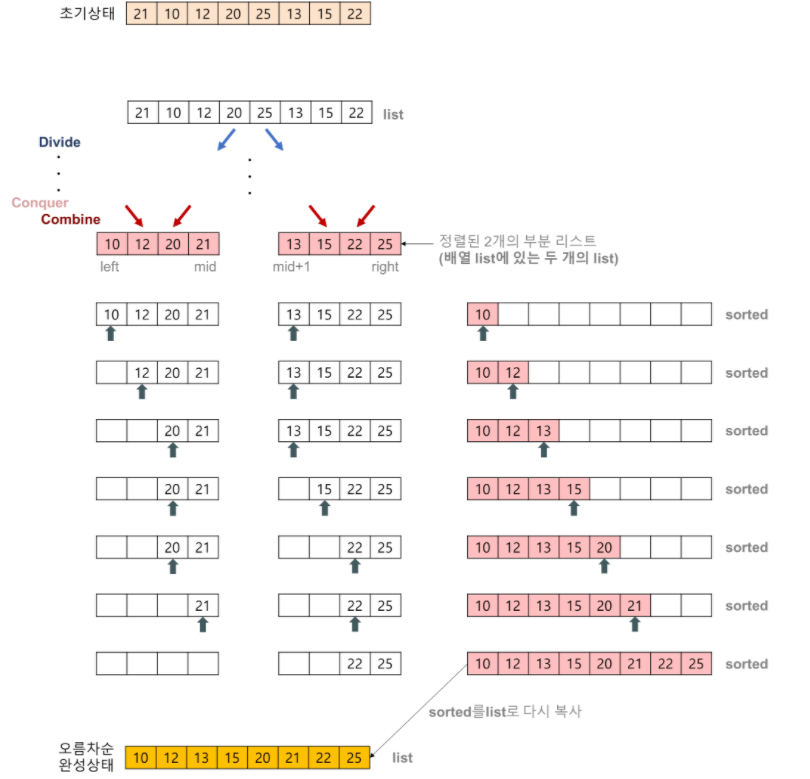 초기상태 21 10 12 20 25 13 15 22
21 10 12 20 25 13 15 22 list
Divide
Conquer
Combine
10 12 20 21 13 15 22 25 정렬된 2개의 부분 리스트
(배열 list에 있는 두 개의 list)
left mid mid+1 right
10 12 20 21 13 15 22 25 10 sorted
12 20 21 13 15 22 25 10 12 sorted
20 21 13 15 22 25 10 12 13 sorted
20 21 15 22 25 10 12 13 15 sorted
20 21 22 25 10 12 13 15 20 sorted
21 22 25 10 12 13 15 20 21 sorted
22 25 10 12 13 15 20 21 22 25 sorted
sorted를list로 다시 복사
오름차순
완성상태 10 12 13 15 20 21 22 25 list